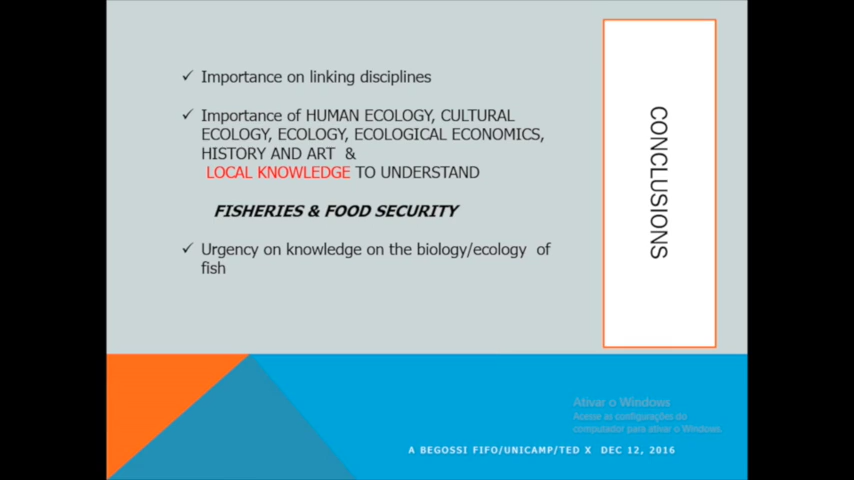 ✓ Importance on linking disciplines
✓ Importance of HUMAN ECOLOGY, CULTURAL
ECOLOGY, ECOLOGY, ECOLOGICAL ECONOMICS,
HISTORY AND ART &
LOCAL KNOWLEDGE TO UNDERSTAND
FISHERIES & FOOD SECURITY
✓ Urgency on knowledge on the biology/ecology of
fish
CONCLUSIONS
Ativar o Windows
Acesse as configurações do
computador para ativar o Windows.
A BEGOSSI FIFO/UNICAMP/TED X DEC 12, 2016